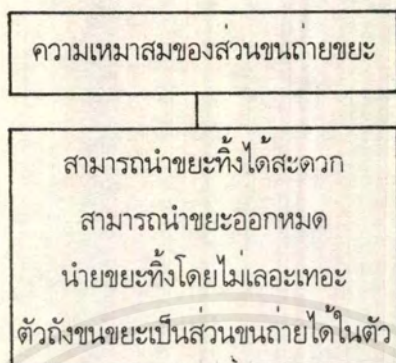 ความเหมาสมของส่วนขนถ่ายขยะ
สามารถนำขยะทิ้งได้สะดวก
สามารถนำขยะออกหมด
นำยขยะทิ้งโดยไม่เลอะเทอะ
ตัวถังขนขยะเป็นส่วนขนถ่ายได้ในตัว